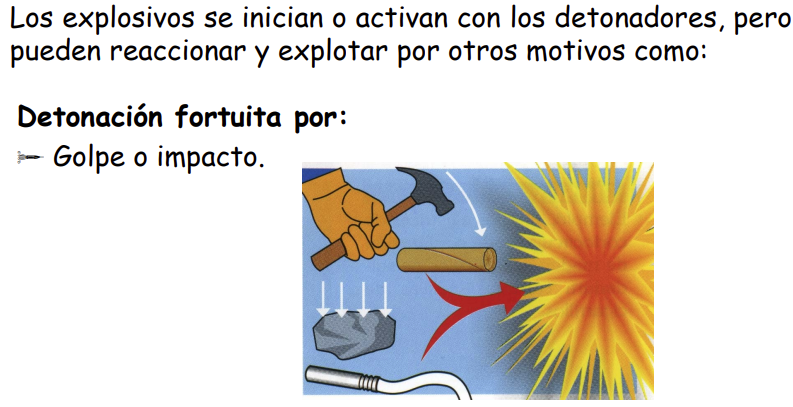 Los explosivos se inician o activan con los detonadores, pero
pueden reaccionar y explotar por otros motivos como:
Detonación fortuita por:
Golpe o impacto.